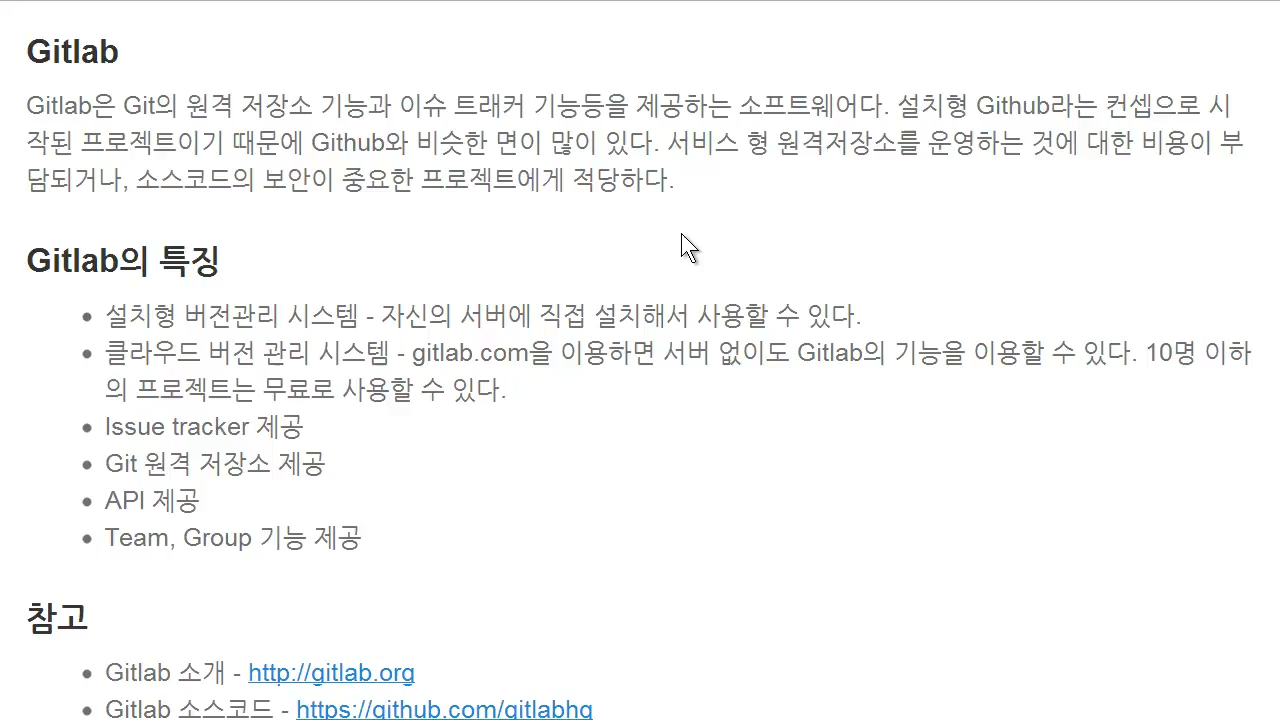 Gitlab
Gitlab은 Git의 원격 저장소 기능과 이슈 트래커 기능등을 제공하는 소프트웨어다. 설치형 Github라는 컨셉으로 시
작된 프로젝트이기 때문에 Github와 비슷한 면이 많이 있다. 서비스 형 원격저장소를 운영하는 것에 대한 비용이 부
담되거나, 소스코드의 보안이 중요한 프로젝트에게 적당하다.
Gitlab의 특징
• 설치형 버전관리 시스템 - 자신의 서버에 직접 설치해서 사용할 수 있다.
• 클라우드 버전 관리 시스템 - gitlab.com을 이용하면 서버 없이도 Gitlab의 기능을 이용할 수 있다. 10명 이하
의 프로젝트는 무료로 사용할 수 있다.
• Issue tracker 제공
• Git 원격 저장소 제공
• API 제공
• Team, Group 기능 제공
참고
• Gitlab 소개 - http://gitlab.org
• Gitlab 소스코드 - https://github.com/gitlabhq